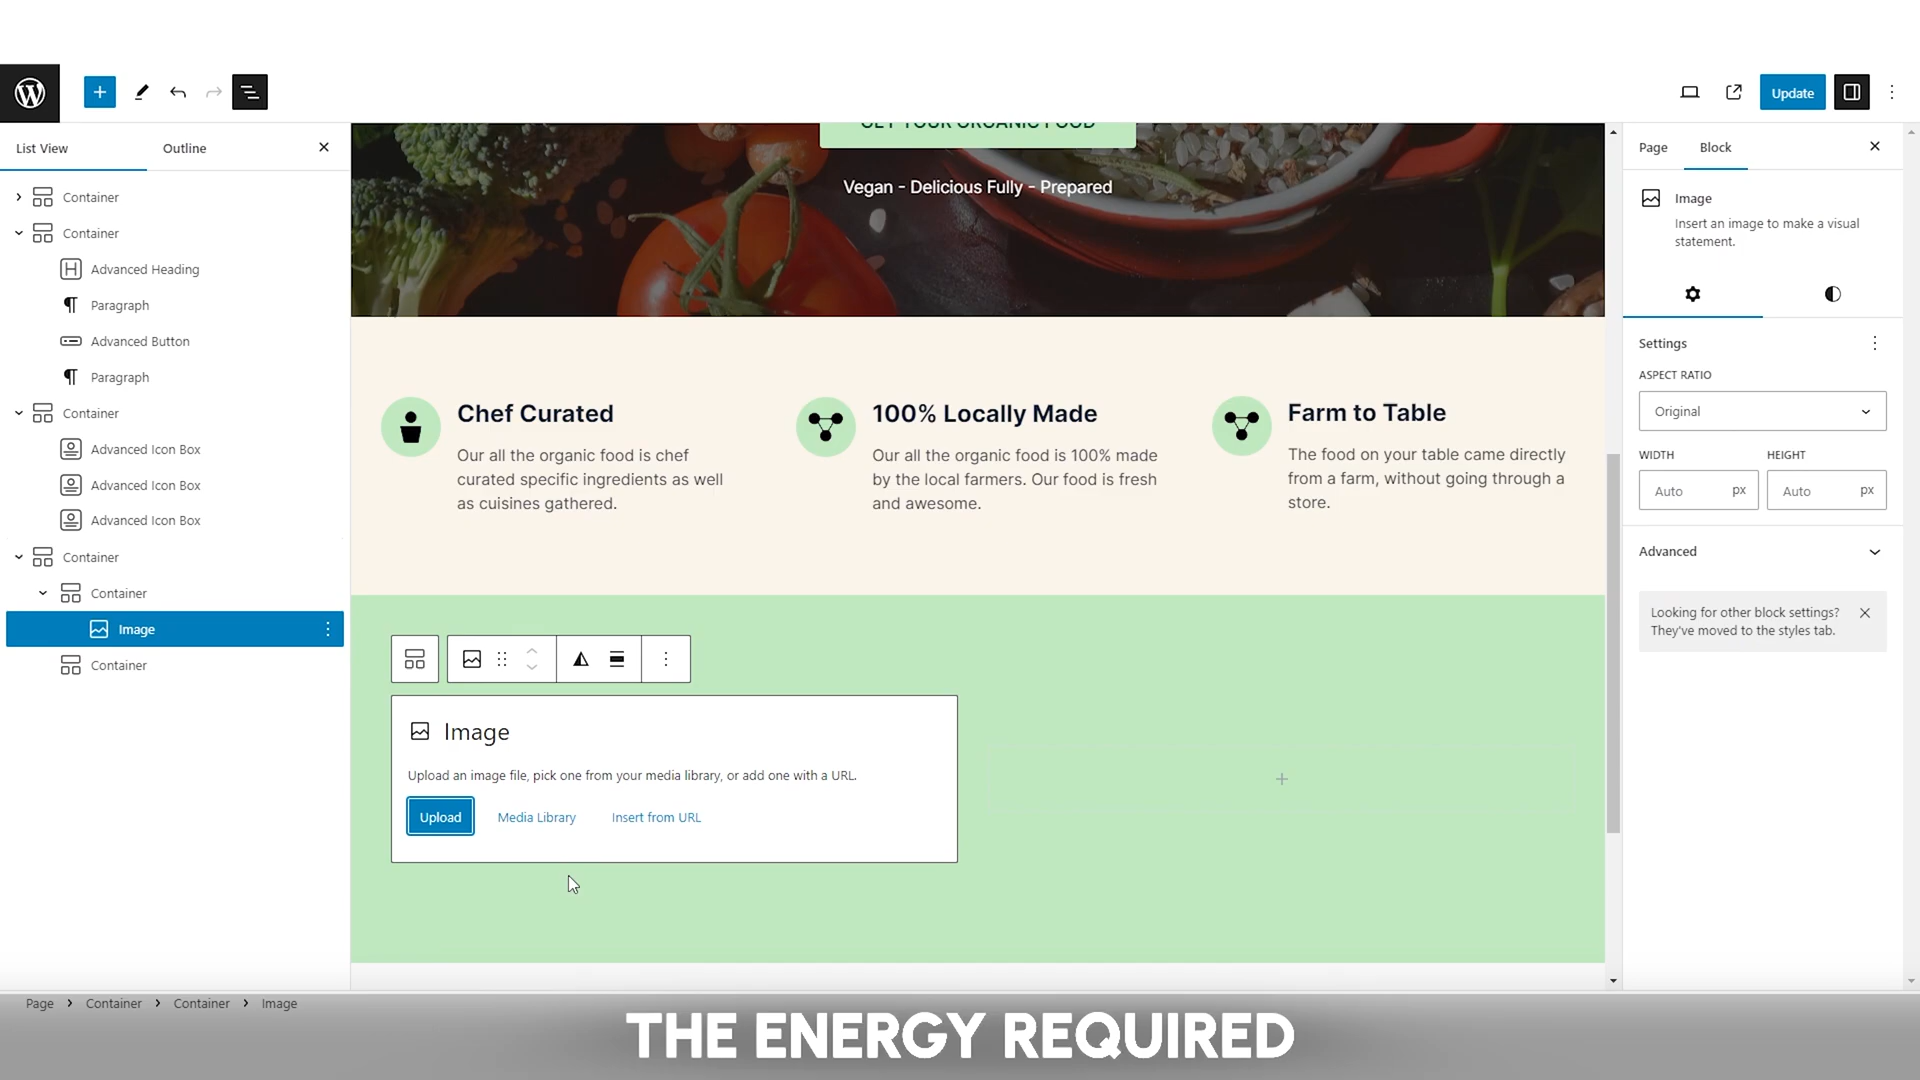 Update
List View
Outline
Container
Container
Advanced Heading
Paragraph
Advanced Button
Paragraph
Container
Advanced Icon Box
Advanced Icon Box
Advanced Icon Box
Container
Container
Image
Container
GET YOUR ORGANIC FOOD
Vegan - Delicious Fully - Prepared
Chef Curated
Our all the organic food is chef
curated specific ingredients as well
as cuisines gathered.
100% Locally Made
Our all the organic food is 100% made
by the local farmers. Our food is fresh
and awesome.
Farm to Table
The food on your table came directly
from a farm, without going through a
store.
Image
Upload an image file, pick one from your media library, or add one with a URL.
Upload
Media Library
Insert from URL
Page
Block
Image
Insert an image to make a visual
statement.
Settings
ASPECT RATIO
Original
WIDTH
HEIGHT
Auto
px
Auto
px
Advanced
Looking for other block settings?
They've moved to the styles tab.
Page
Container
Container
Image
THE ENERGY REQUIRED